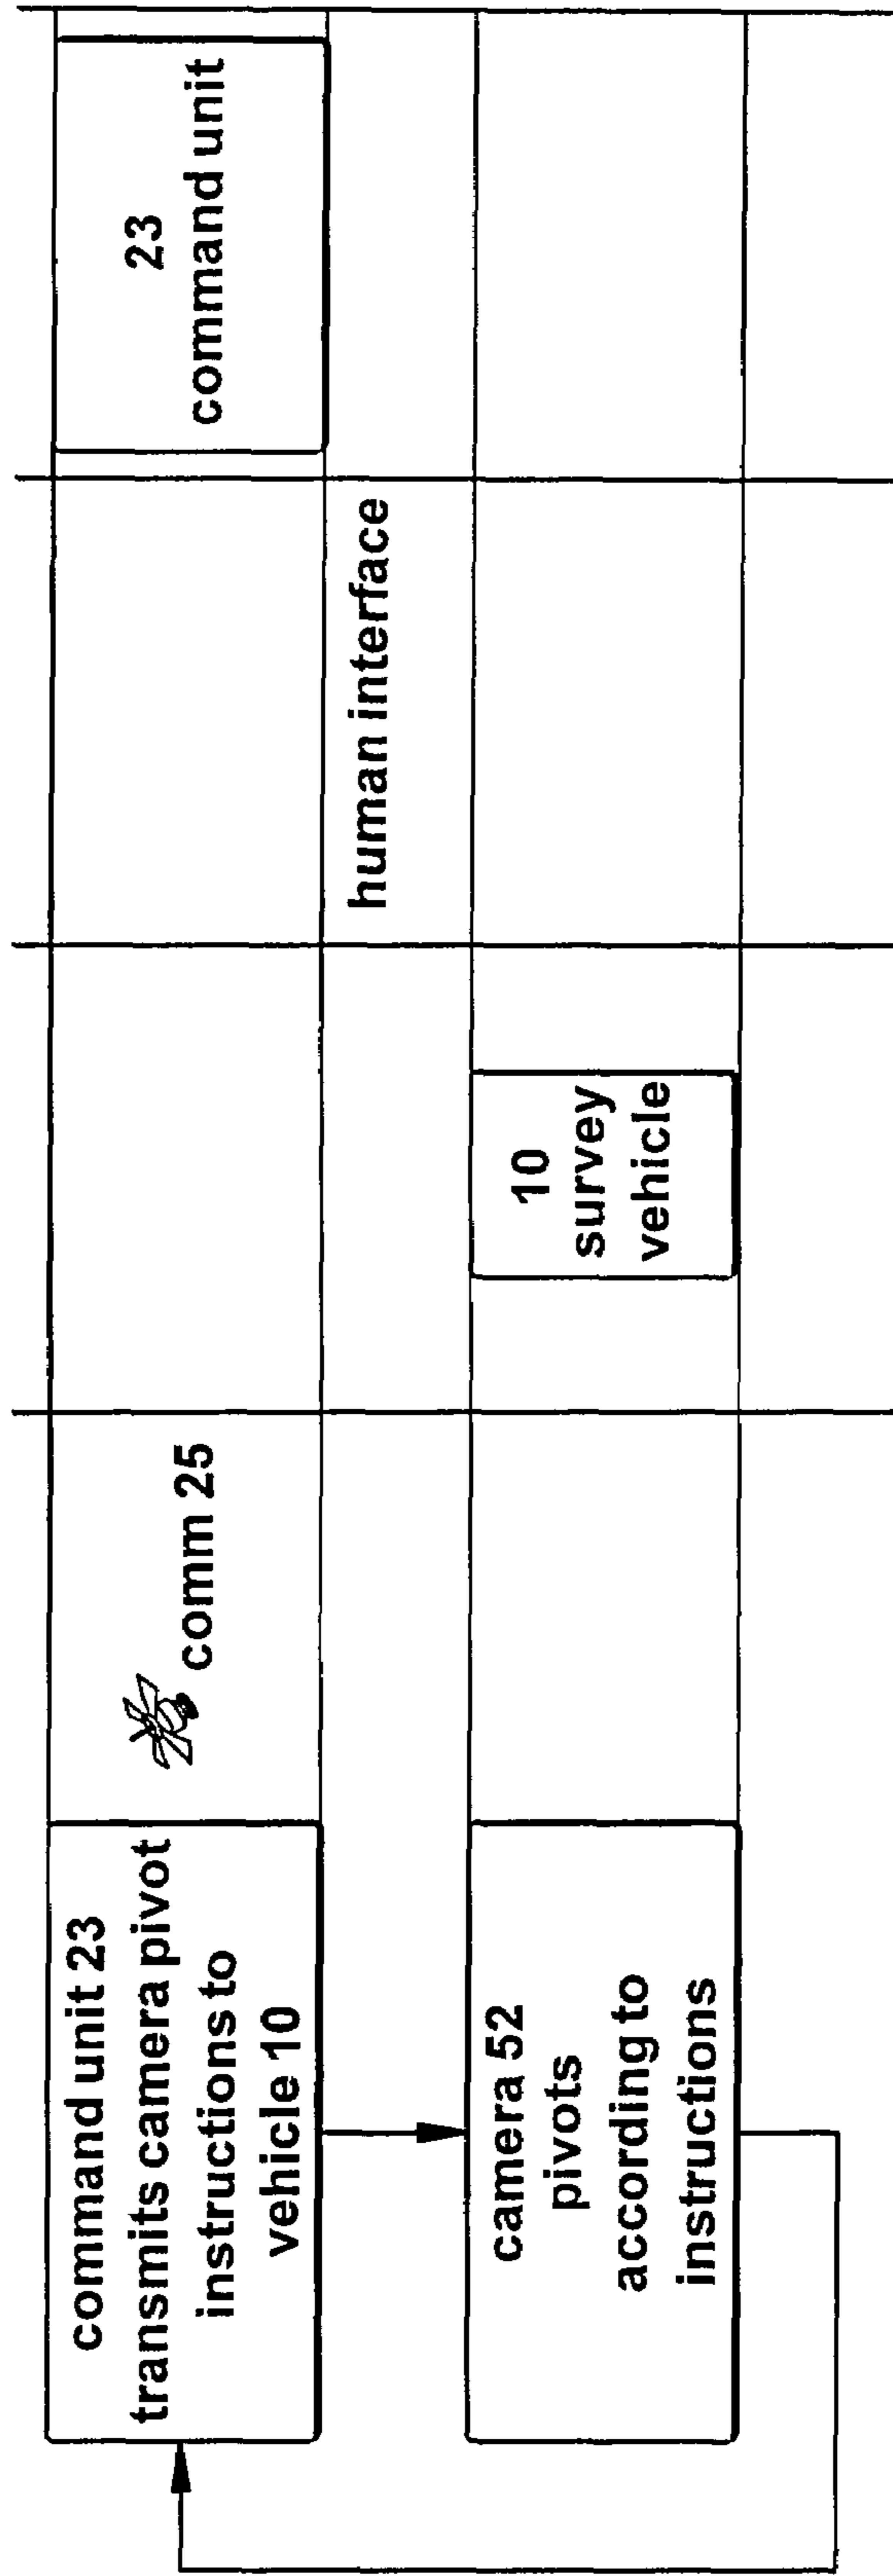 command unit 23
transmits camera pivot
instructions to
vehicle 10
comm 25
23
command unit
human interface
camera 52
pivots
according to
instructions
10
survey
vehicle